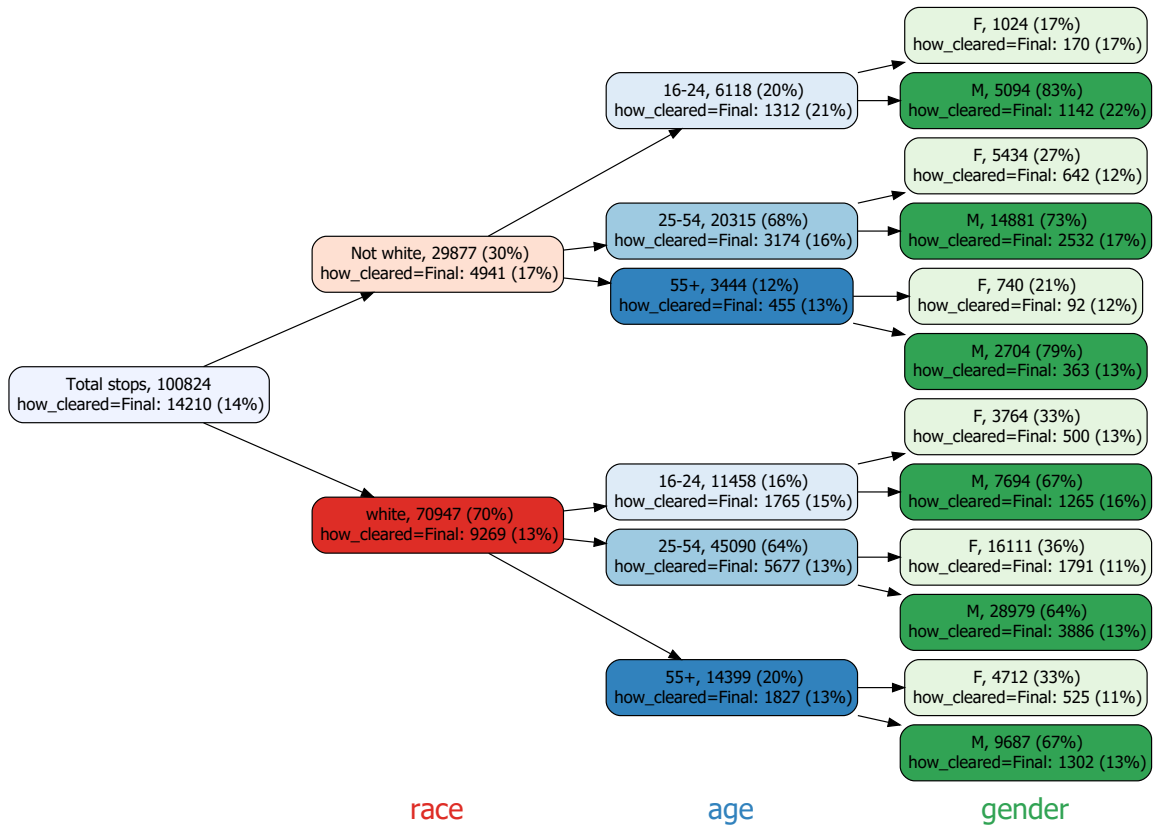 Total stops, 100824
how_cleared=Final: 14210 (14%)
Not white, 29877 (30%)
how_cleared=Final: 4941 (17%)
white, 70947 (70%)
how_cleared=Final: 9269 (13%)
16-24, 6118 (20%)
how_cleared=Final: 1312 (21%)
25-54, 20315 (68%)
how_cleared=Final: 3174 (16%)
55+, 3444 (12%)
how_cleared=Final: 455 (13%)
16-24, 11458 (16%)
how_cleared=Final: 1765 (15%)
25-54, 45090 (64%)
how_cleared=Final: 5677 (13%)
55+, 14399 (20%)
how_cleared=Final: 1827 (13%)
F, 1024 (17%)
how_cleared=Final: 170 (17%)
M, 5094 (83%)
how_cleared=Final: 1142 (22%)
F, 5434 (27%)
how_cleared=Final: 642 (12%)
M, 14881 (73%)
how_cleared=Final: 2532 (17%)
F, 740 (21%)
how_cleared=Final: 92 (12%)
M, 2704 (79%)
how_cleared=Final: 363 (13%)
F, 3764 (33%)
how_cleared=Final: 500 (13%)
M, 7694 (67%)
how_cleared=Final: 1265 (16%)
F, 16111 (36%)
how_cleared=Final: 1791 (11%)
M, 28979 (64%)
how_cleared=Final: 3886 (13%)
F, 4712 (33%)
how_cleared=Final: 525 (11%)
M, 9687 (67%)
how_cleared=Final: 1302 (13%)
race
age
gender